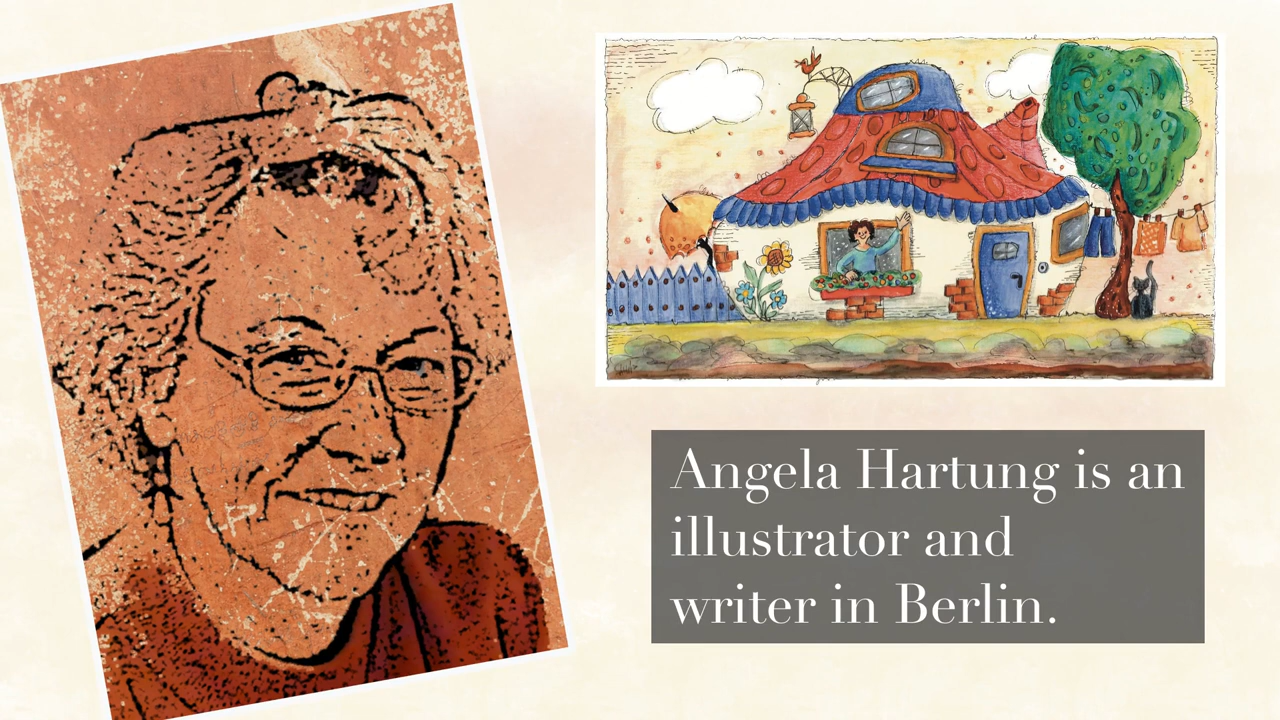 Angela Hartung is an
illustrator and
writer in Berlin.